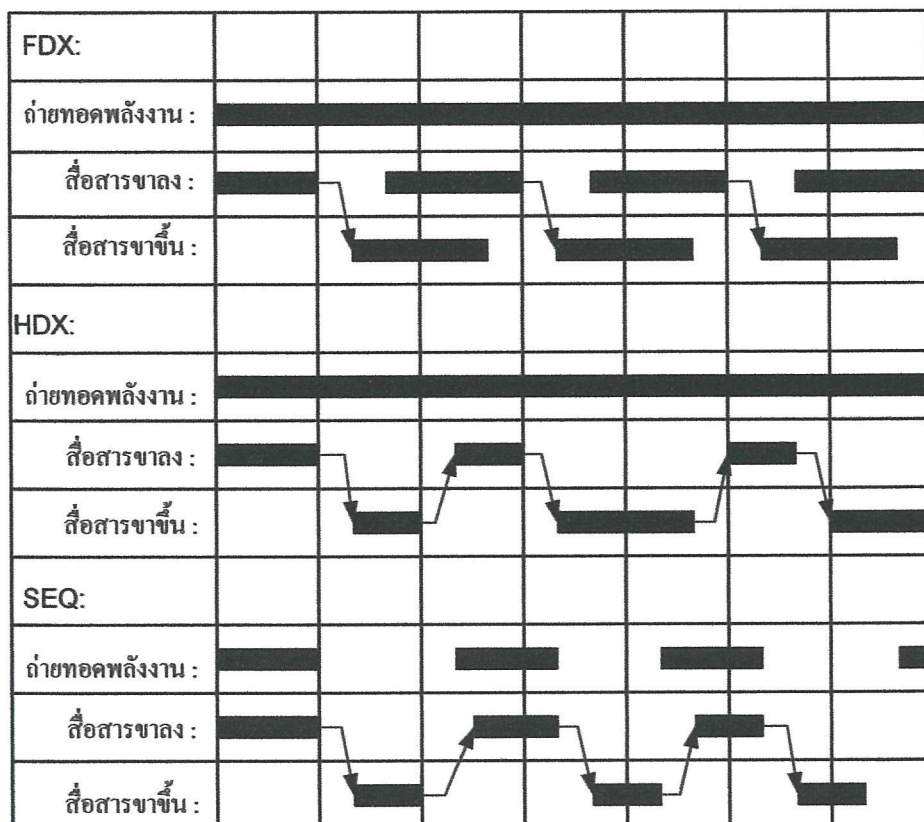 FDX:
ถ่ายทอดพลังงาน :
สื่อสารขาลง :
สื่อสารขาขึ้น :
HDX:
ถ่ายทอดพลังงาน :
สื่อสารขาลง :
สื่อสารขาขึ้น :
SEQ:
ถ่ายทอดพลังงาน :
สื่อสารขาลง :
สื่อสารขาขึ้น :